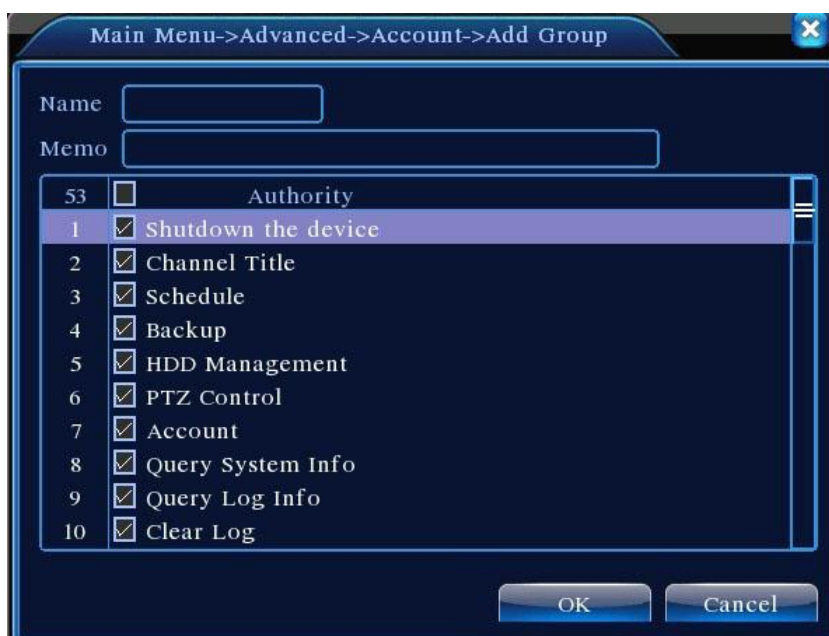 Main Menu->Advanced->Account->Add Group
Name
Memo
53 Authority
1 Shutdown the device
2 Channel Title
3 Schedule
4 Backup
5 HDD Management
6 PTZ Control
7 Account
8 Query System Info
9 Query Log Info
10 Clear Log
OK Cancel